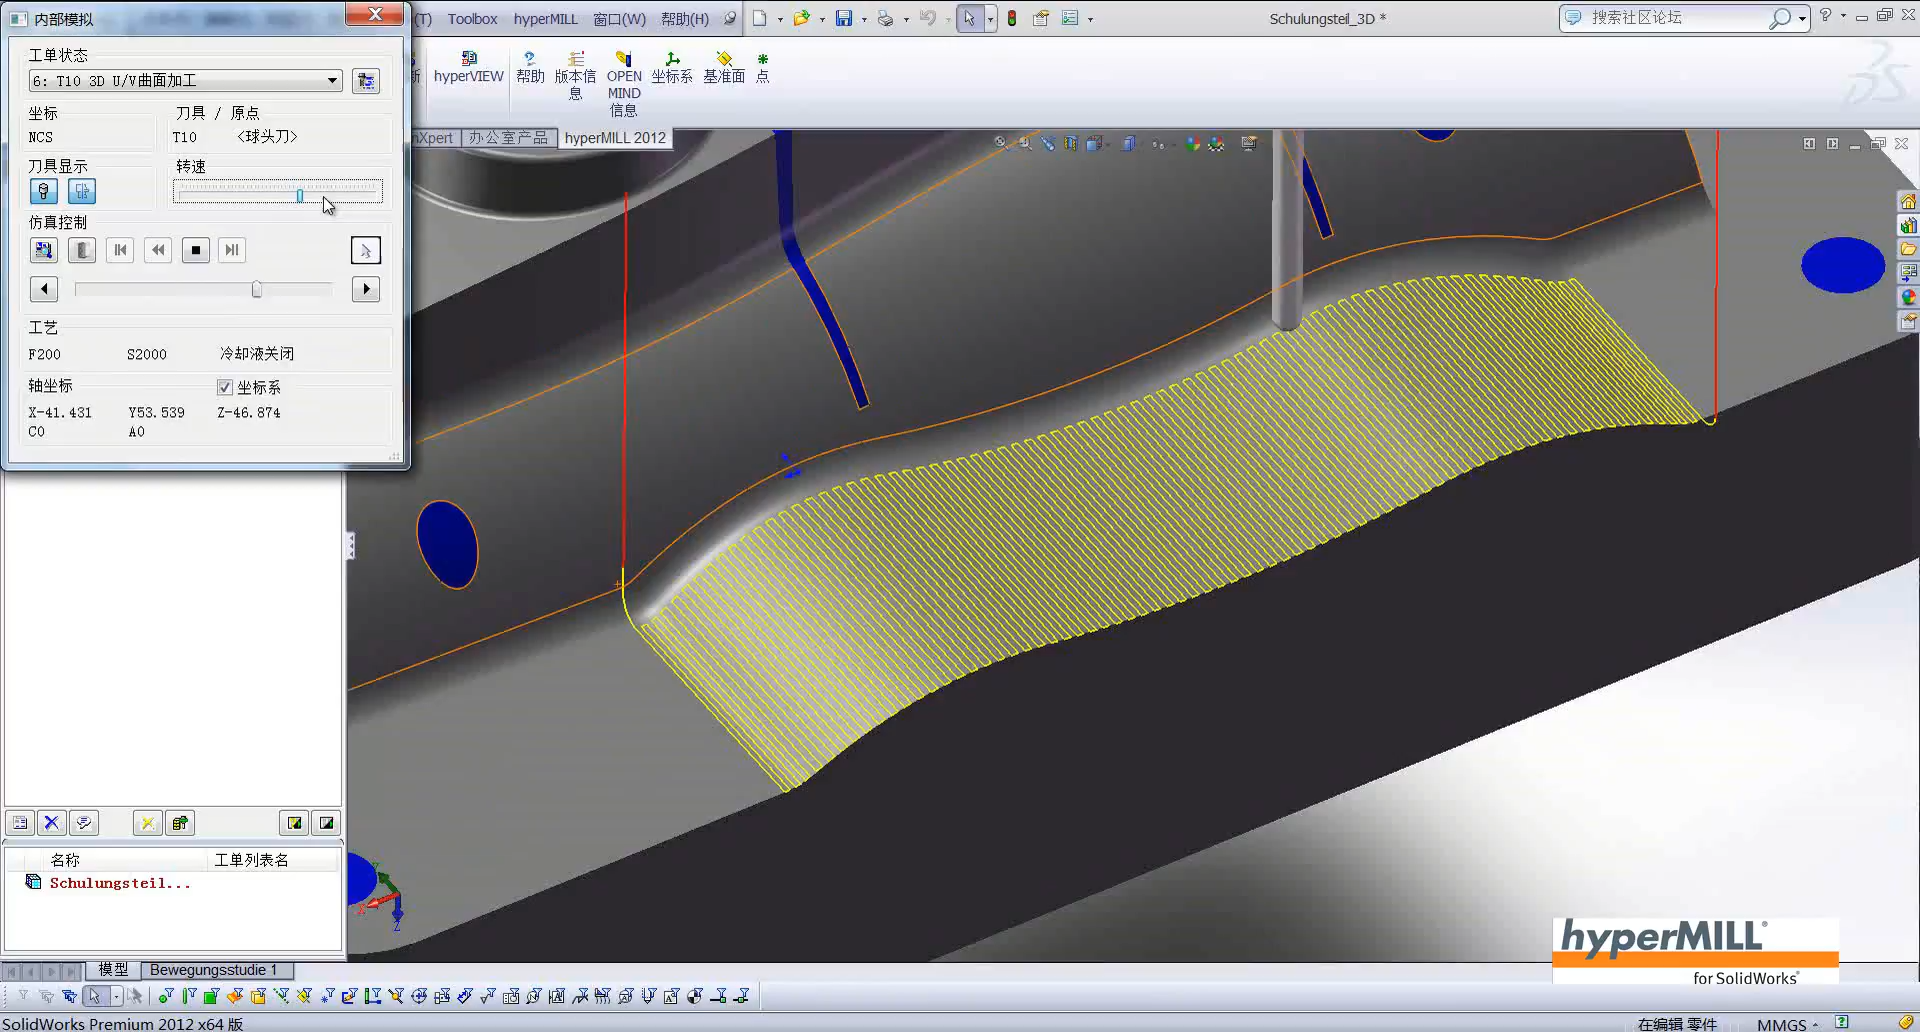 内部模拟
(T) Toolbox hyperMILL 窗口(W) 帮助(H)
Schulungsteil_3D *
搜索社区论坛
工单状态
6: T10 3D U/V曲面加工
坐标
刀具 / 原点
NCS
T10 <球头刀>
刀具显示
转速
仿真控制
工艺
F200 S2000 冷却液关闭
轴坐标
坐标系
X-41.431 Y53.539 Z-46.874
C0 A0
hyperVIEW
帮助
版本信息
OPEN MIND 信息
坐标系
基准面
点
nXpert 办公室产品 hyperMILL 2012
名称 工单列表名
Schulungsteil...
X
Z
hyperMILL®
for SolidWorks®
模型 Bewegungsstudie 1
SolidWorks Premium 2012 x64 版
在编辑 零件
MMGS